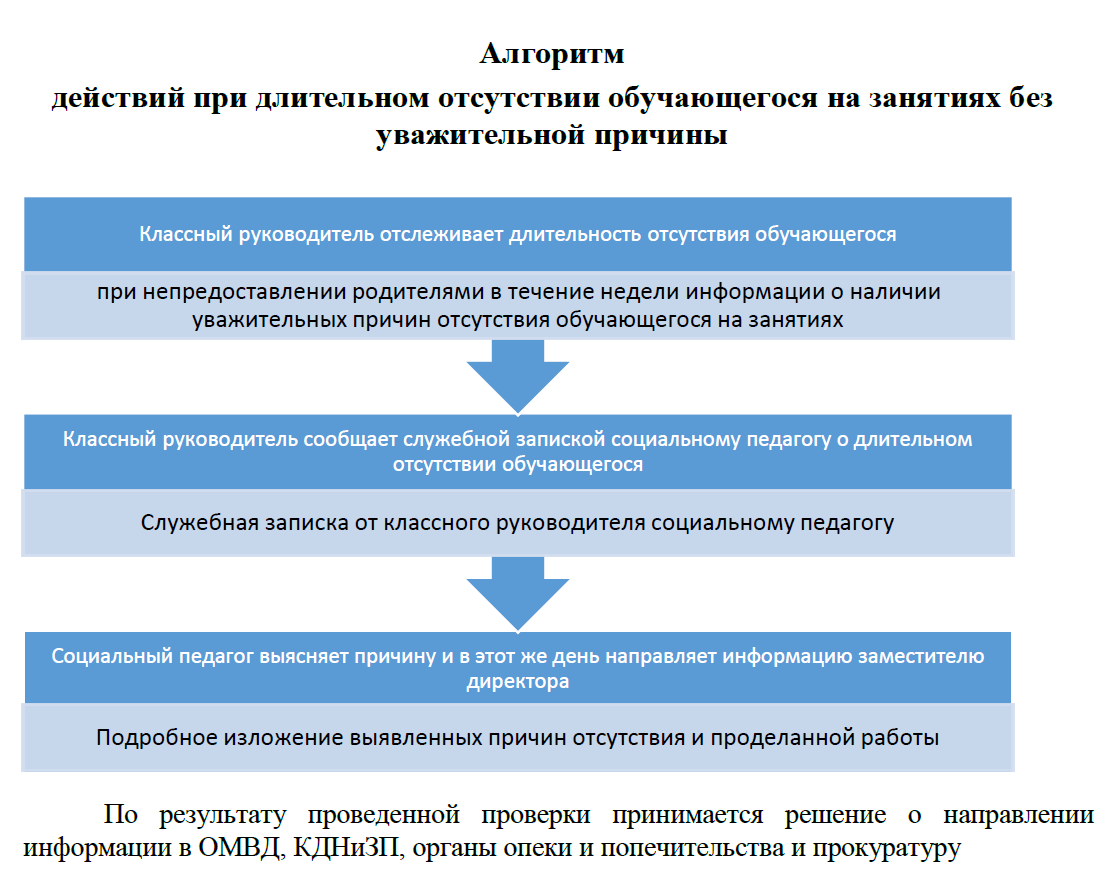 Алгоритм
действий при длительном отсутствии обучающегося на занятиях без
уважительной причины
Классный руководитель отслеживает длительность отсутствия обучающегося
при непредоставлении родителями в течение недели информации о наличии
уважительных причин отсутствия обучающегося на занятиях
Классный руководитель сообщает служебной запиской социальному педагогу о длительном
отсутствии обучающегося
Служебная записка от классного руководителя социальному педагогу
Социальный педагог выясняет причину и в этот же день направляет информацию заместителю
директора
Подробное изложение выявленных причин отсутствия и проделанной работы
По результату проведенной проверки принимается решение о направлении
информации в ОМВД, КДНиЗП, органы опеки и попечительства и прокуратуру